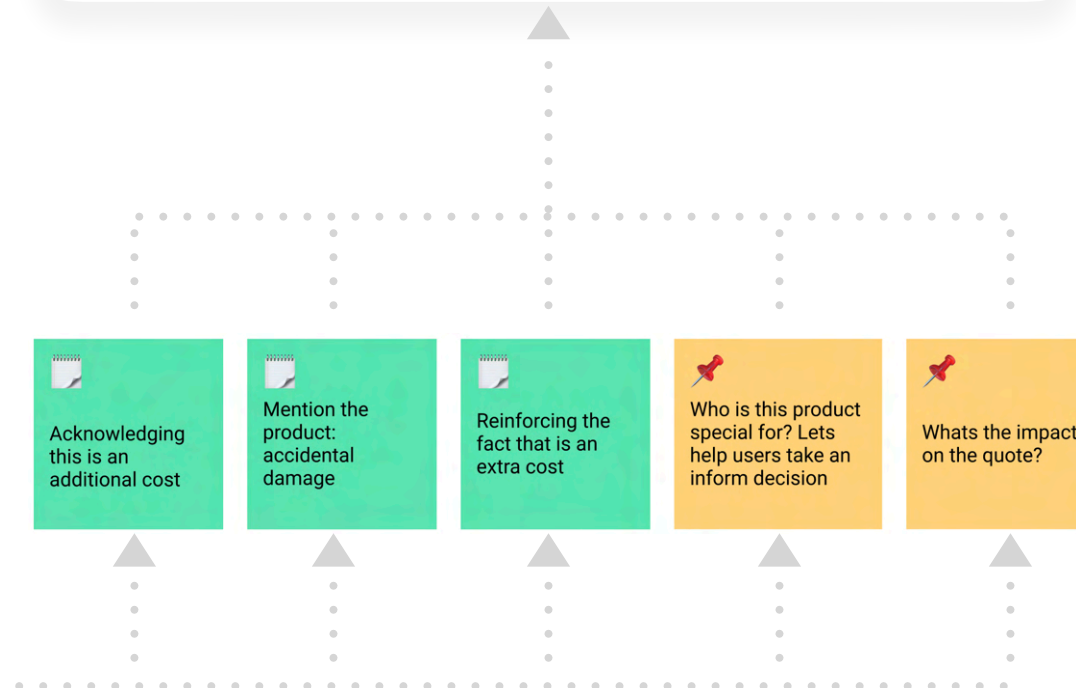 Acknowledging
this is an
additional cost
Mention the
product:
accidental
damage
Reinforcing the
fact that is an
extra cost
Who is this product
special for? Lets
help users take an
inform decision
Whats the impact
on the quote?